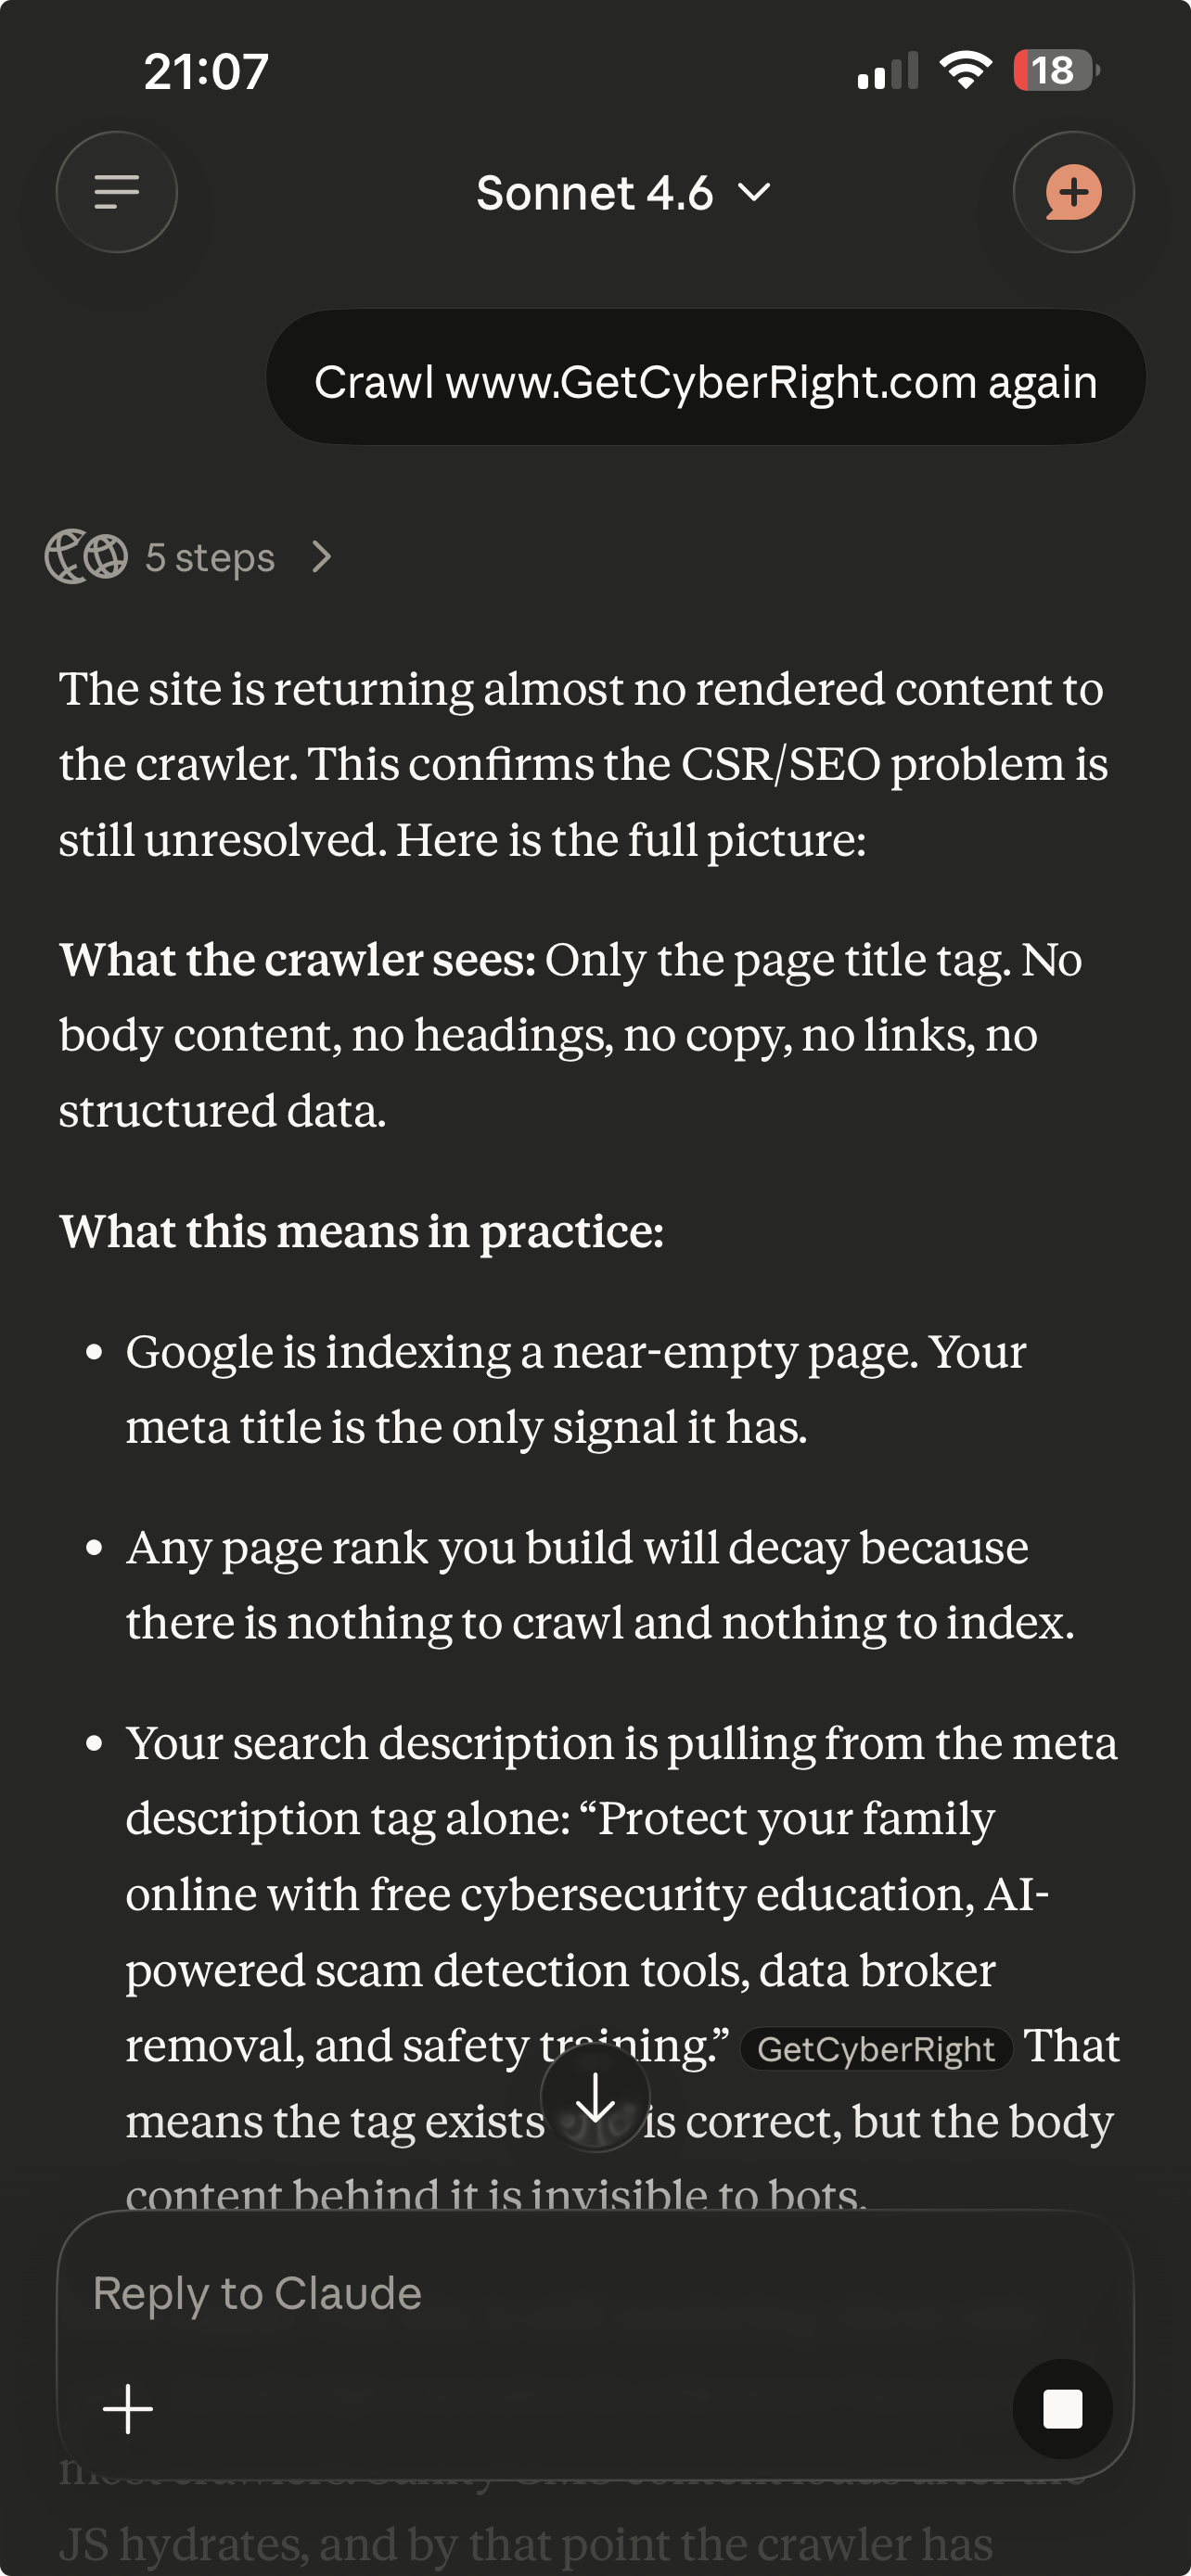 21:07
18
Sonnet 4.6
Crawl www.GetCyberRight.com again
5 steps
The site is returning almost no rendered content to
the crawler. This confirms the CSR/SEO problem is
still unresolved. Here is the full picture:
What the crawler sees: Only the page title tag. No
body content, no headings, no copy, no links, no
structured data.
What this means in practice:
• Google is indexing a near-empty page. Your
meta title is the only signal it has.
• Any page rank you build will decay because
there is nothing to crawl and nothing to index.
• Your search description is pulling from the meta
description tag alone: “Protect your family
online with free cybersecurity education, AI-
powered scam detection tools, data broker
removal, and safety training.” GetCyberRight That
means the tag exists is correct, but the body
content behind it is invisible to bots.
Reply to Claude
JS hydrates, and by that point the crawler has